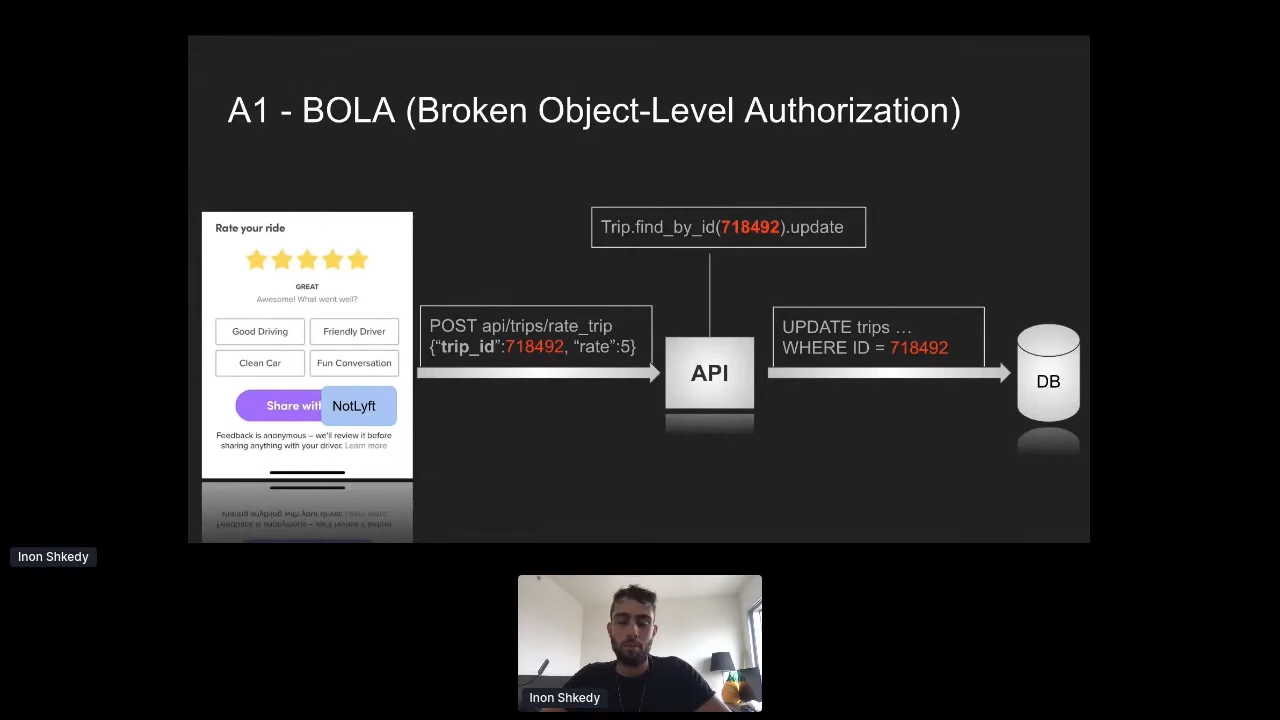 A1 - BOLA (Broken Object-Level Authorization)
Rate your ride
GREAT
Awesome! What went well?
Good Driving
Friendly Driver
Clean Car
Fun Conversation
Share with
NotLyft
Feedback is anonymous – we'll review it before
sharing anything with your driver. Learn more
Trip.find_by_id(718492).update
POST api/trips/rate_trip
{“trip_id”:718492, “rate”:5}
API
UPDATE trips …
WHERE ID = 718492
DB
Inon Shkedy
Inon Shkedy